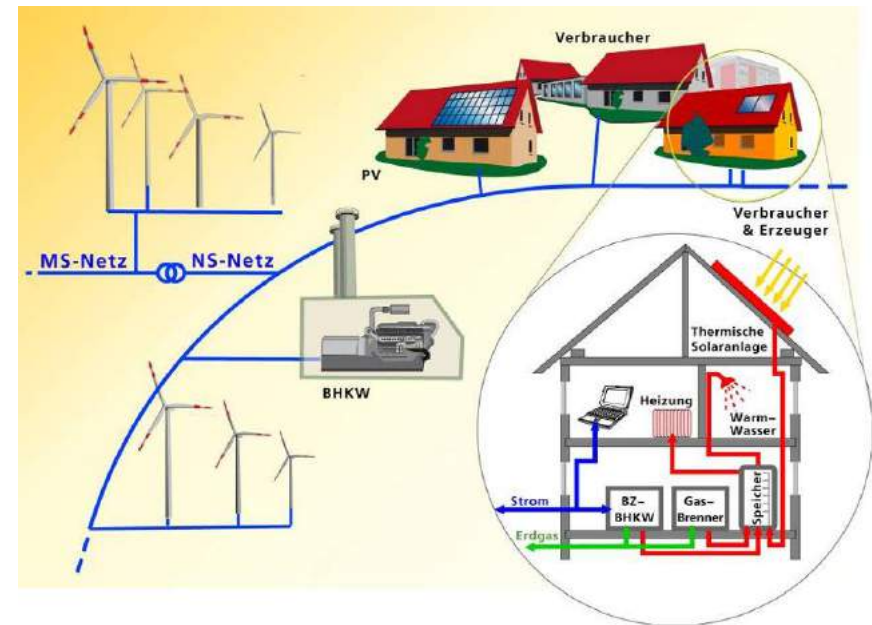 Verbraucher
PV
Verbraucher
& Erzeuger
MS-Netz
NS-Netz
BHKW
Thermische
Solaranlage
Heizung
Warm-
Wasser
Strom
BZ-
BHKW
Gas-
Brenner
Speicher
Erdgas